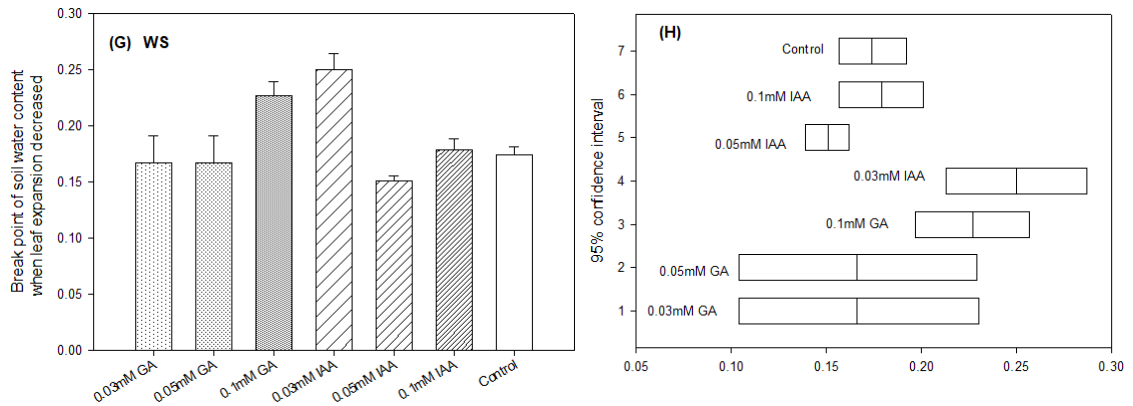 (G) WS
Break point of soil water content
when leaf expansion decreased
0.30
0.25
0.20
0.15
0.10
0.05
0.00
0.03mM GA
0.05mM GA
0.1mM GA
0.03mM IAA
0.05mM IAA
0.1mM IAA
Control
(H)
95% confidence interval
7
6
5
4
3
2
1
Control
0.1mM IAA
0.05mM IAA
0.03mM IAA
0.1mM GA
0.05mM GA
0.03mM GA
0.05
0.10
0.15
0.20
0.25
0.30